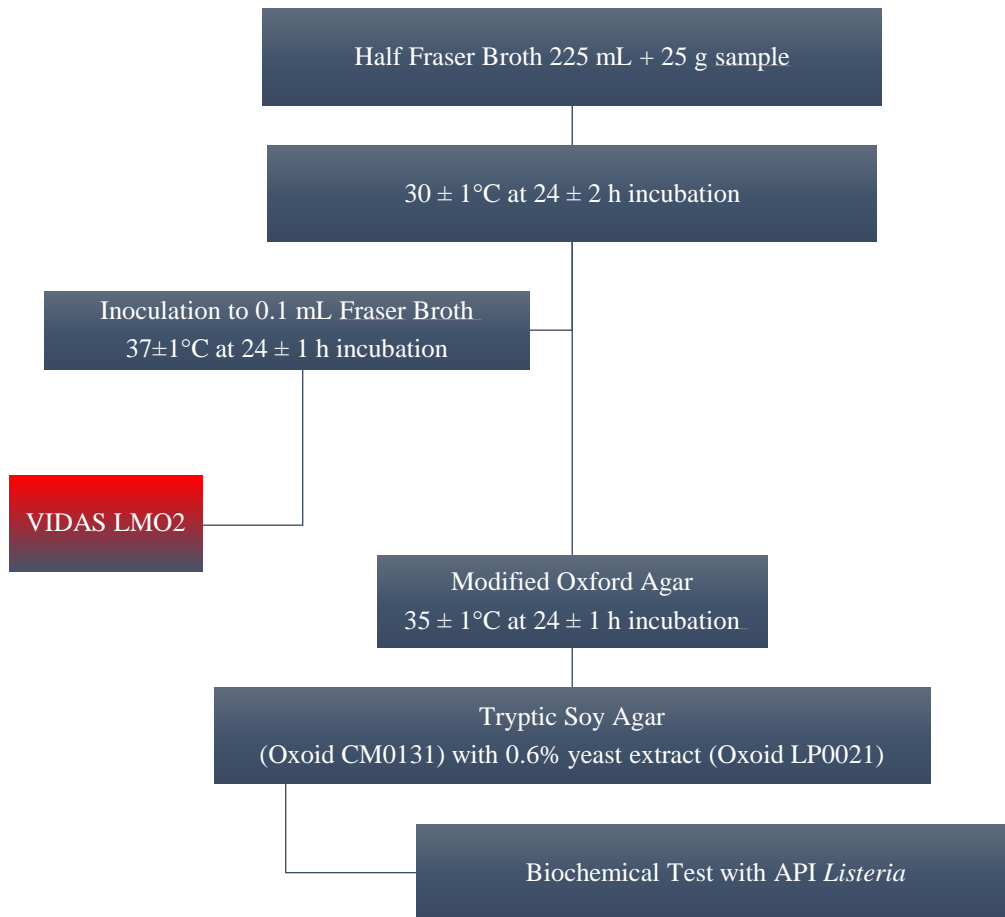 Half Fraser Broth 225 mL + 25 g sample
30 ± 1°C at 24 ± 2 h incubation
Inoculation to 0.1 mL Fraser Broth
37±1°C at 24 ± 1 h incubation
VIDAS LMO2
Modified Oxford Agar
35 ± 1°C at 24 ± 1 h incubation
Tryptic Soy Agar
(Oxoid CM0131) with 0.6% yeast extract (Oxoid LP0021)
Biochemical Test with API Listeria